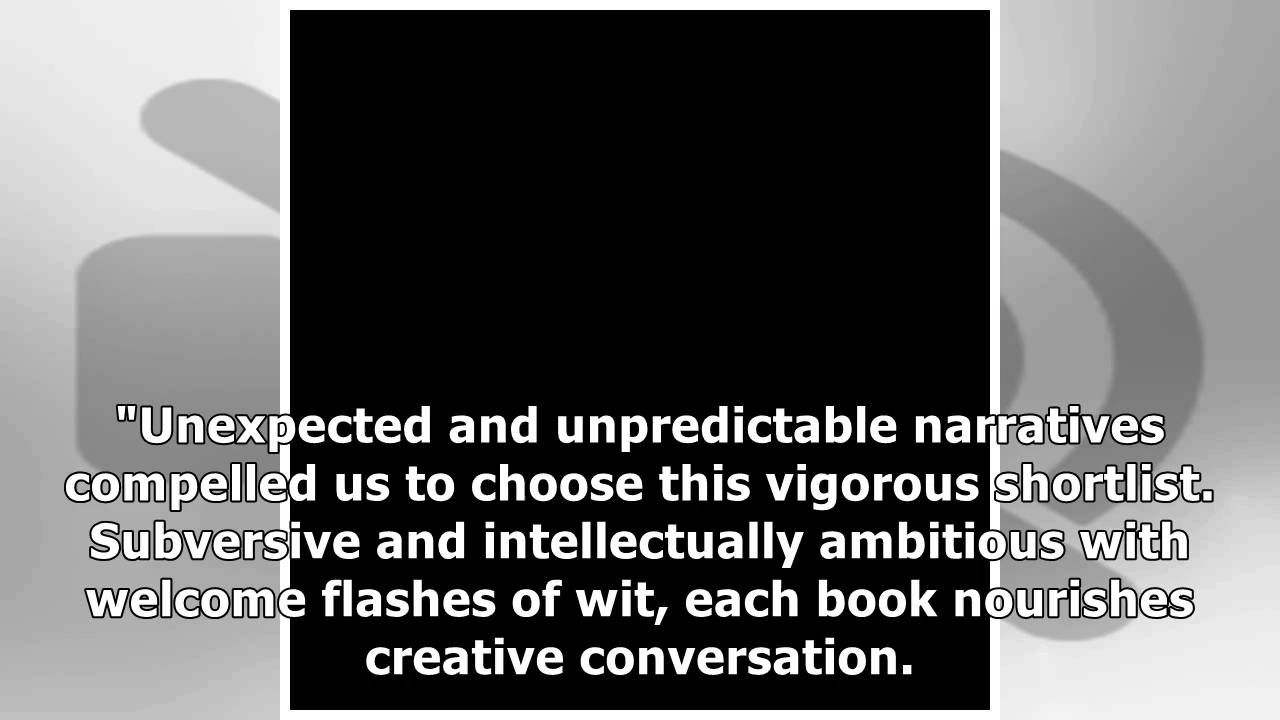 "Unexpected and unpredictable narratives
compelled us to choose this vigorous shortlist.
Subversive and intellectually ambitious with
welcome flashes of wit, each book nourishes
creative conversation.